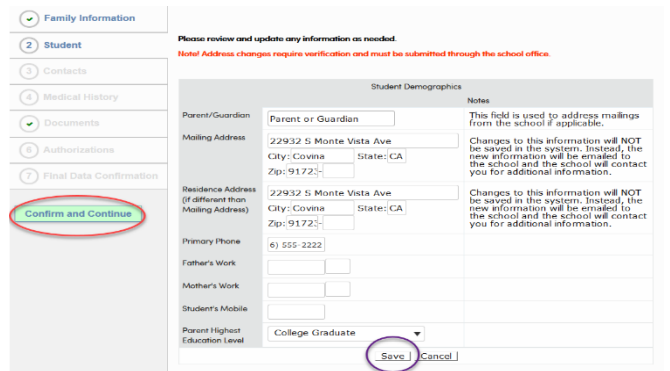 Family Information
2 Student
3 Contacts
4 Medical History
Documents
6 Authorizations
7 Final Data Confirmation
Confirm and Continue
Please review and update any information as needed.
Note! Address changes require verification and must be submitted through the school office.
Student Demographics
Notes
Parent/Guardian
Parent or Guardian
This field is used to address mailings
from the school if applicable.
Mailing Address
22932 S Monte Vista Ave
City: Covina State: CA
Zip: 9172 -
Changes to this information will NOT
be saved in the system. Instead, the
new information will be emailed to
the school and the school will contact
you for additional information.
Residence Address
(if different than
Mailing Address)
22932 S Monte Vista Ave
City: Covina State: CA
Zip: 9172 -
Changes to this information will NOT
be saved in the system. Instead, the
new information will be emailed to
the school and the school will contact
you for additional information.
Primary Phone
6) 555-2222
Father's Work
Mother's Work
Student's Mobile
Parent Highest
Education Level
College Graduate
Save Cancel